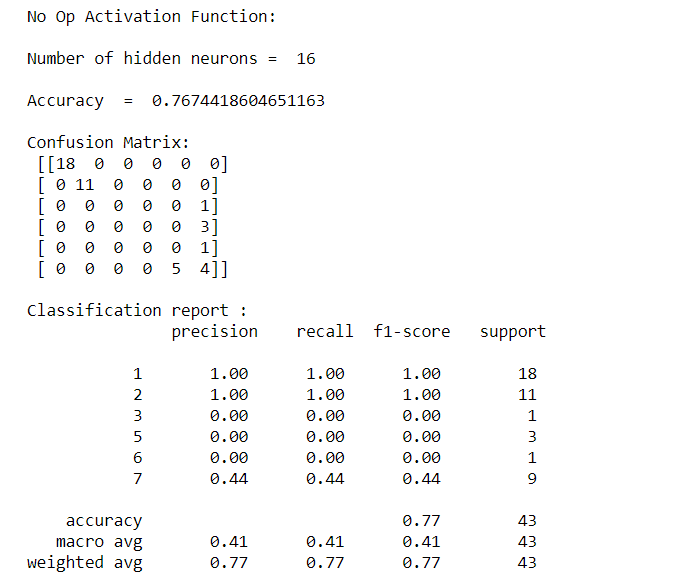 No Op Activation Function:
Number of hidden neurons =  16
Accuracy  =  0.7674418604651163
Confusion Matrix:
[[18  0  0  0  0  0]
[ 0 11  0  0  0  0]
[ 0  0  0  0  0  1]
[ 0  0  0  0  0  3]
[ 0  0  0  0  0  1]
[ 0  0  0  0  5  4]]
Classification report :
precision    recall  f1-score   support
1       1.00      1.00      1.00        18
2       1.00      1.00      1.00        11
3       0.00      0.00      0.00         1
5       0.00      0.00      0.00         3
6       0.00      0.00      0.00         1
7       0.44      0.44      0.44         9
accuracy                           0.77        43
macro avg       0.41      0.41      0.41        43
weighted avg       0.77      0.77      0.77        43